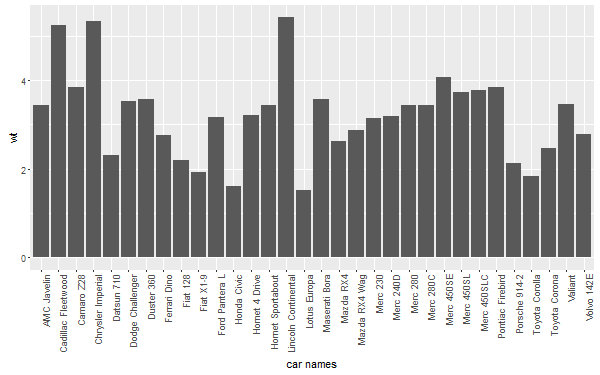 wt
4
2
0
AMC Javelin
Cadillac Fleetwood
Camaro Z28
Chrysler Imperial
Datsun 710
Dodge Challenger
Duster 360
Ferrari Dino
Fiat 128
Fiat X1-9
Ford Pantera L
Honda Civic
Hornet 4 Drive
Hornet Sportabout
Lincoln Continental
Lotus Europa
Maserati Bora
Mazda RX4
Mazda RX4 Wag
Merc 230
Merc 240D
Merc 280
Merc 280C
Merc 450SE
Merc 450SL
Merc 450SLC
Pontiac Firebird
Porsche 914-2
Toyota Corolla
Toyota Corona
Valiant
Volvo 142E
car names